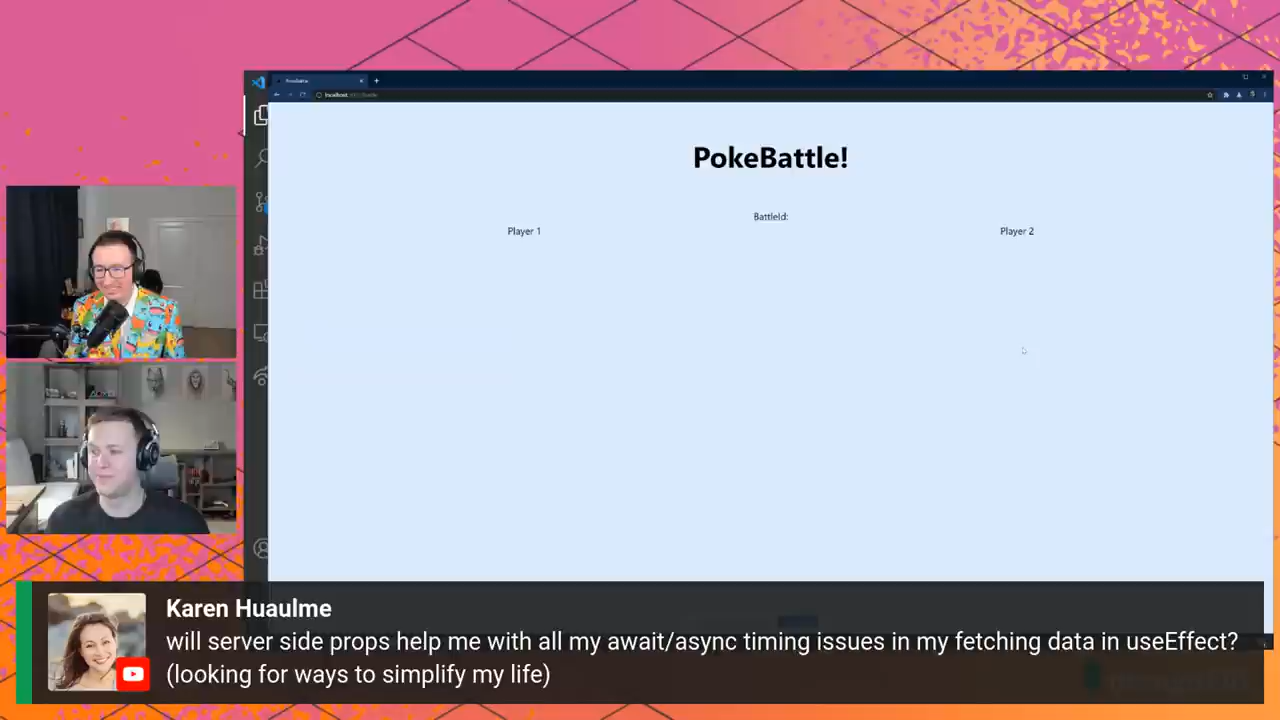 PokeBattle!
BattleId:
Player 1
Player 2
Karen Huaulme
will server side props help me with all my await/async timing issues in my fetching data in useEffect?
(looking for ways to simplify my life)